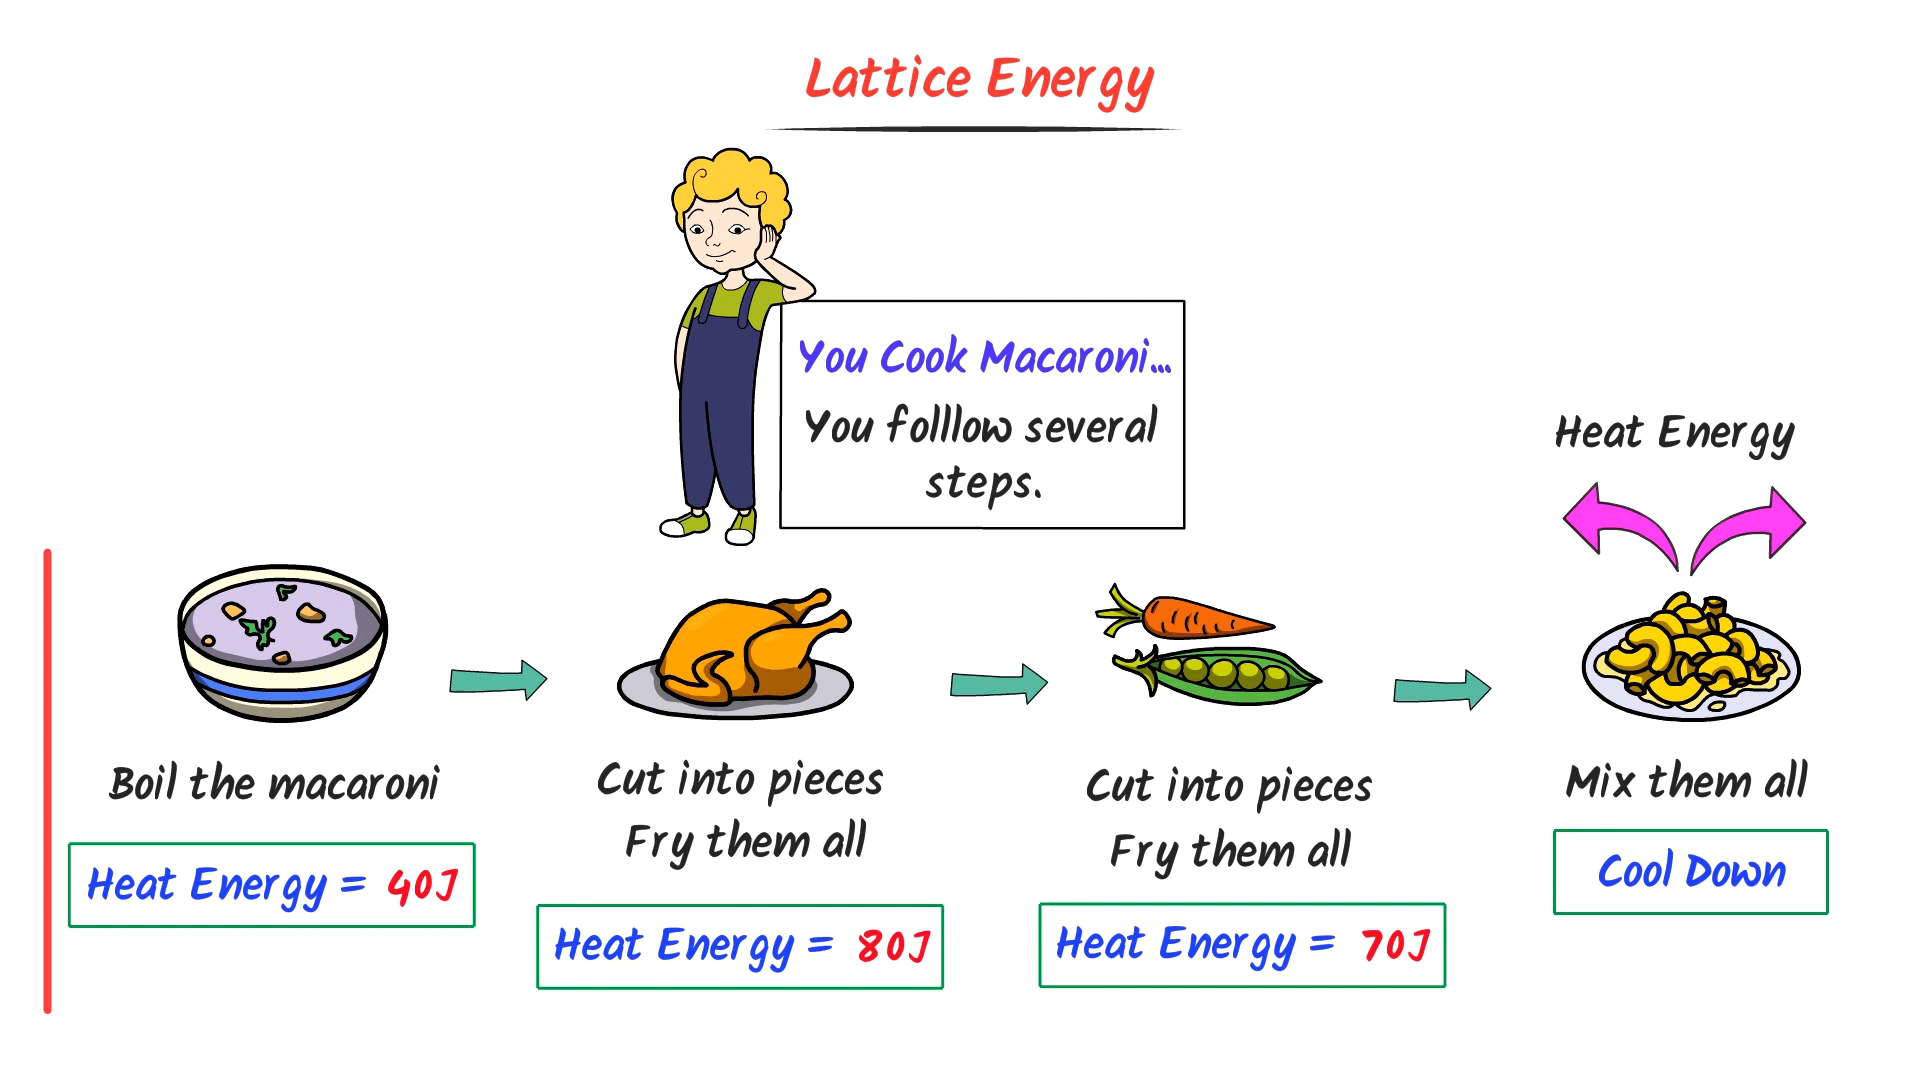 Lattice Energy
You Cook Macaroni...
You folllow several
steps.
Heat Energy
Boil the macaroni
Heat Energy = 40J
Cut into pieces
Fry them all
Heat Energy = 80J
Cut into pieces
Fry them all
Heat Energy = 70J
Mix them all
Cool Down